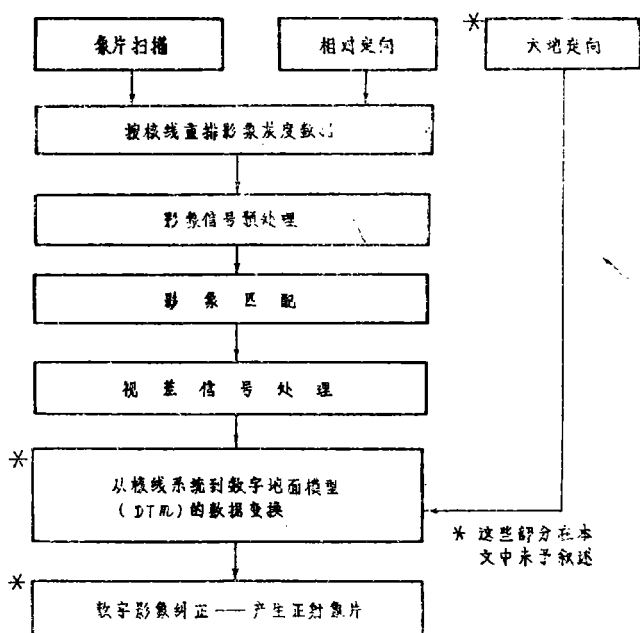 象片扫描
相对定向
*
大地定向
按核线重排影象灰度数
影象信号预处理
影象匹配
视差信号处理
*
从核线系统到数字地面模型
(DTM)的数据变换
* 这些部分在本
文中未予叙述
*
数字影象纠正——产生正射象片